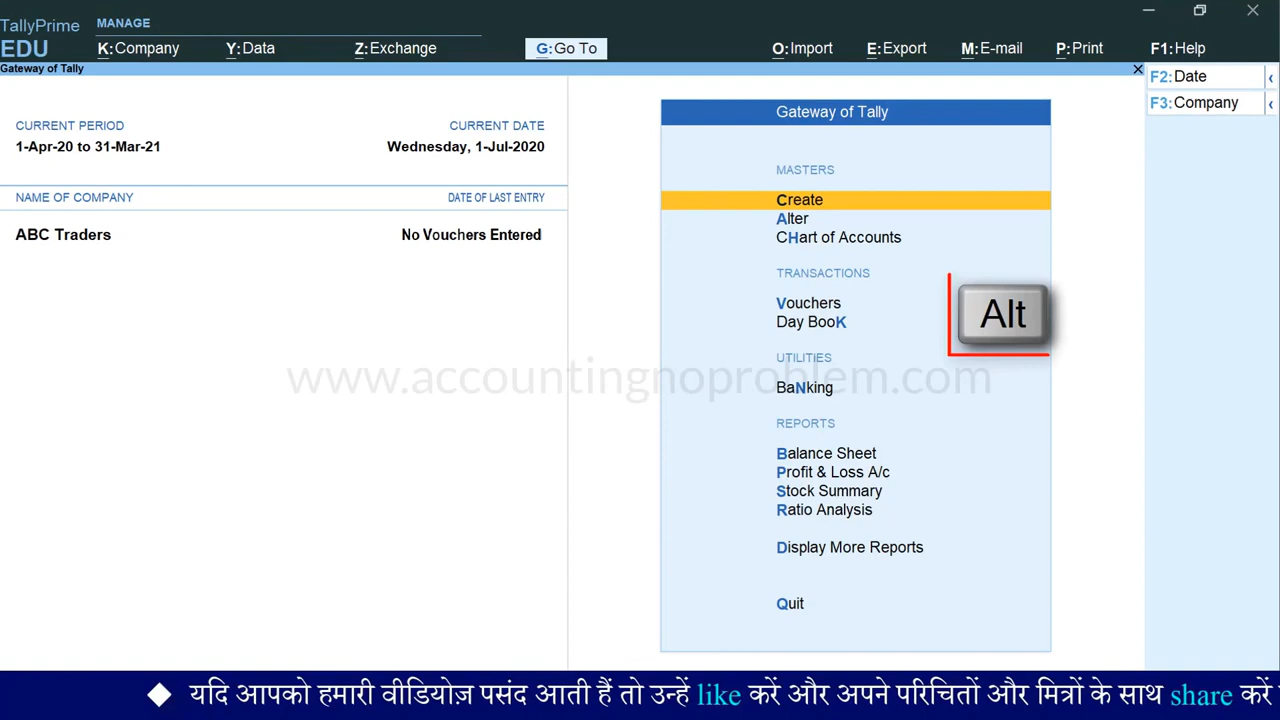 TallyPrime
MANAGE
EDU
K:Company Y:Data Z:Exchange G:Go To O:Import E:Export M:E-mail P:Print F1:Help
Gateway of Tally
F2:Date
F3:Company
CURRENT PERIOD CURRENT DATE
1-Apr-20 to 31-Mar-21 Wednesday, 1-Jul-2020
NAME OF COMPANY DATE OF LAST ENTRY
ABC Traders No Vouchers Entered
Gateway of Tally
MASTERS
Create
Alter
CHart of Accounts
TRANSACTIONS
Vouchers
Day BooK
Alt
UTILITIES
BaNking
www.accountingnoproblem.com
REPORTS
Balance Sheet
Profit & Loss A/c
Stock Summary
Ratio Analysis
Display More Reports
Quit
यदि आपको हमारी वीडियोज़ पसंद आती हैं तो उन्हें like करें और अपने परिचितों और मित्रों के साथ share करें